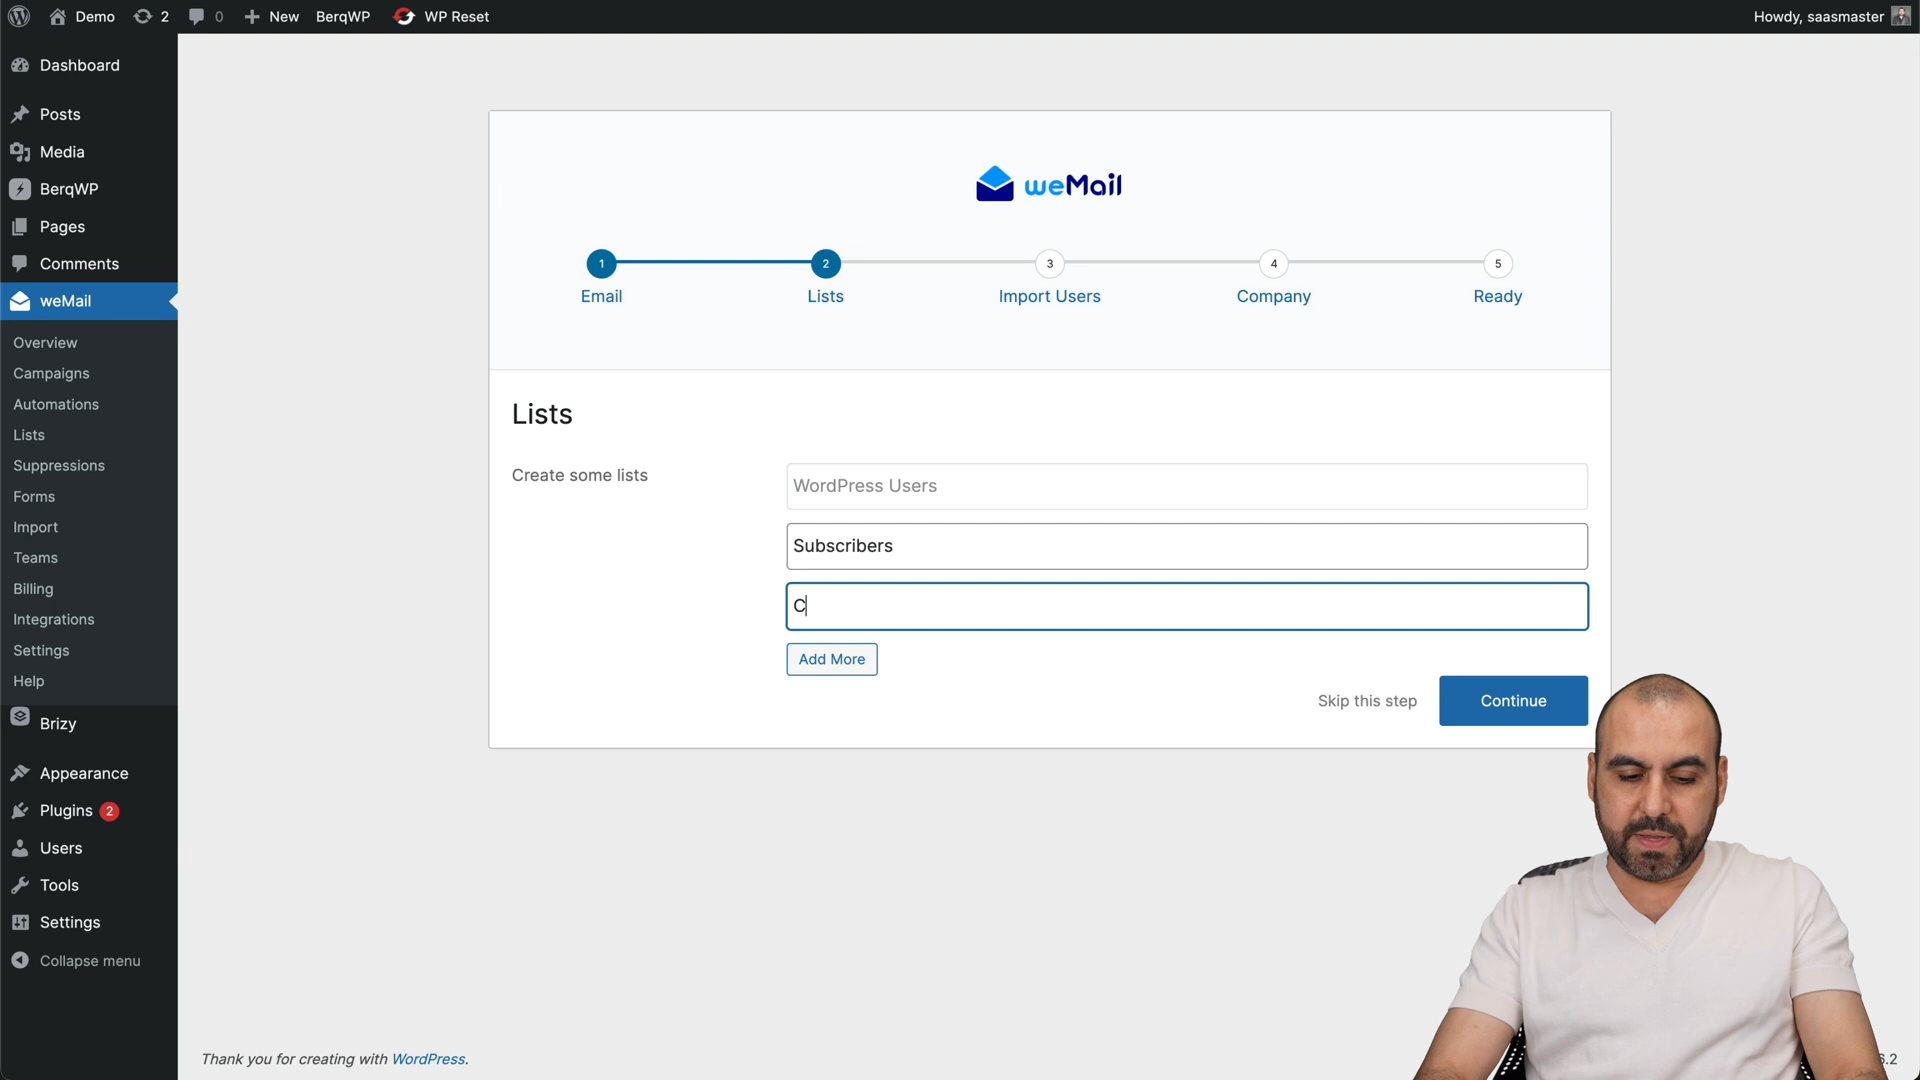 Demo
2
0
New
BerqWP
WP Reset
Howdy, saasmaster
Dashboard
Posts
Media
BerqWP
Pages
Comments
weMail
Overview
Campaigns
Automations
Lists
Suppressions
Forms
Import
Teams
Billing
Integrations
Settings
Help
Brizy
Appearance
Plugins 2
Users
Tools
Settings
Collapse menu
weMail
1
2
3
4
5
Email
Lists
Import Users
Company
Ready
Lists
Create some lists
WordPress Users
Subscribers
C
Add More
Skip this step
Continue
Thank you for creating with WordPress.